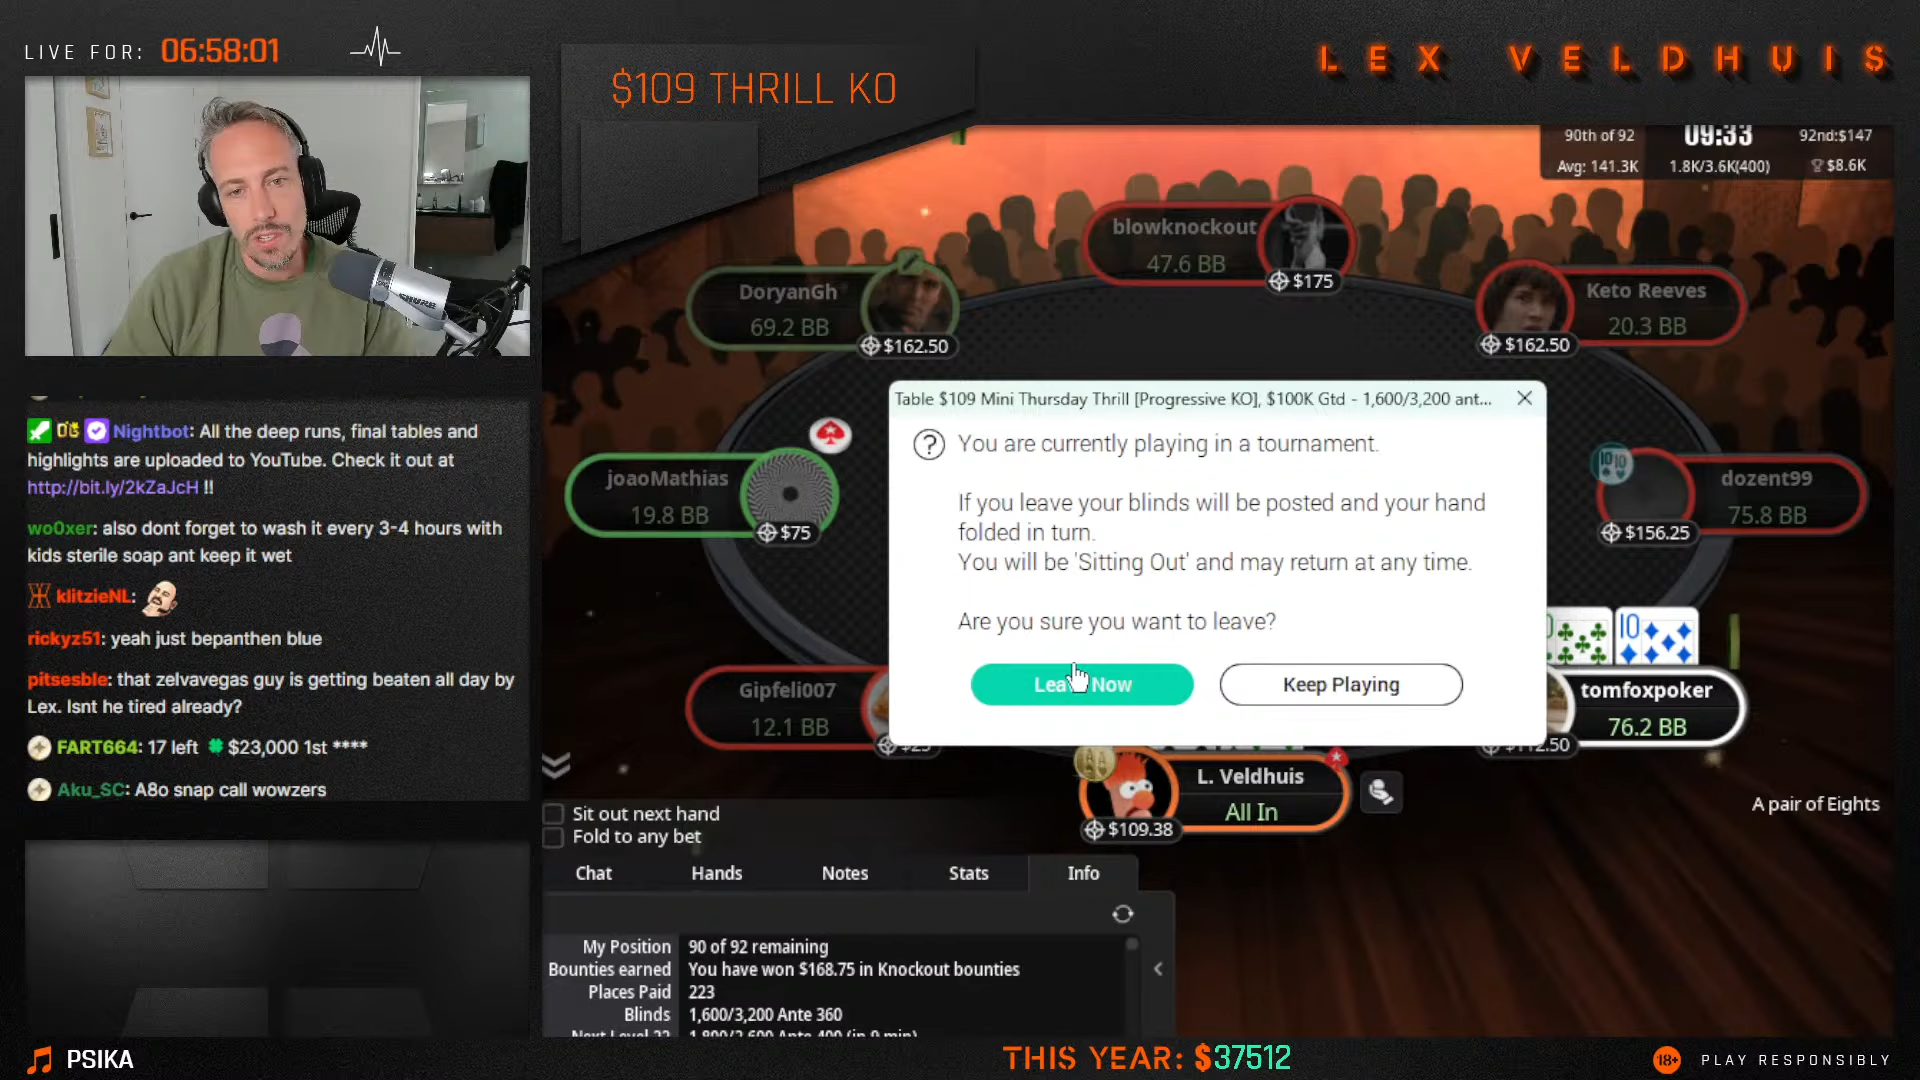 LIVE FOR: 06:58:01
$109 THRILL KO
LEX VELDHUIS
90th of 92
09:33
92nd:$147
Avg: 141.3K
1.8K/3.6K(400)
$8.6K
blowknockout
47.6 BB
$175
DoryanGh
69.2 BB
$162.50
Keto Reeves
20.3 BB
$162.50
joaoMathias
19.8 BB
$75
dozent99
75.8 BB
$156.25
Table $109 Mini Thursday Thrill [Progressive KO], $100K Gtd - 1,600/3,200 ant...
You are currently playing in a tournament.
If you leave your blinds will be posted and your hand
folded in turn.
You will be 'Sitting Out' and may return at any time.
Are you sure you want to leave?
Now
Keep Playing
Gipfeli007
12.1 BB
10
tomfoxpoker
76.2 BB
L. Veldhuis
All In
$109.38
A pair of Eights
Nightbot: All the deep runs, final tables and
highlights are uploaded to YouTube. Check it out at
http://bit.ly/2kZaJcH !!
wo0xer: also dont forget to wash it every 3-4 hours with
kids sterile soap ant keep it wet
klitzieNL:
rickyz51: yeah just bepanthen blue
pitsesble: that zelvavegas guy is getting beaten all day by
Lex. Isnt he tired already?
FART664: 17 left $23,000 1st ****
Aku_SC: A8o snap call wowzers
Sit out next hand
Fold to any bet
Chat
Hands
Notes
Stats
Info
My Position 90 of 92 remaining
Bounties earned You have won $168.75 in Knockout bounties
Places Paid 223
Blinds 1,600/3,200 Ante 360
PSIKA
THIS YEAR: $37512
18+ PLAY RESPONSIBLY